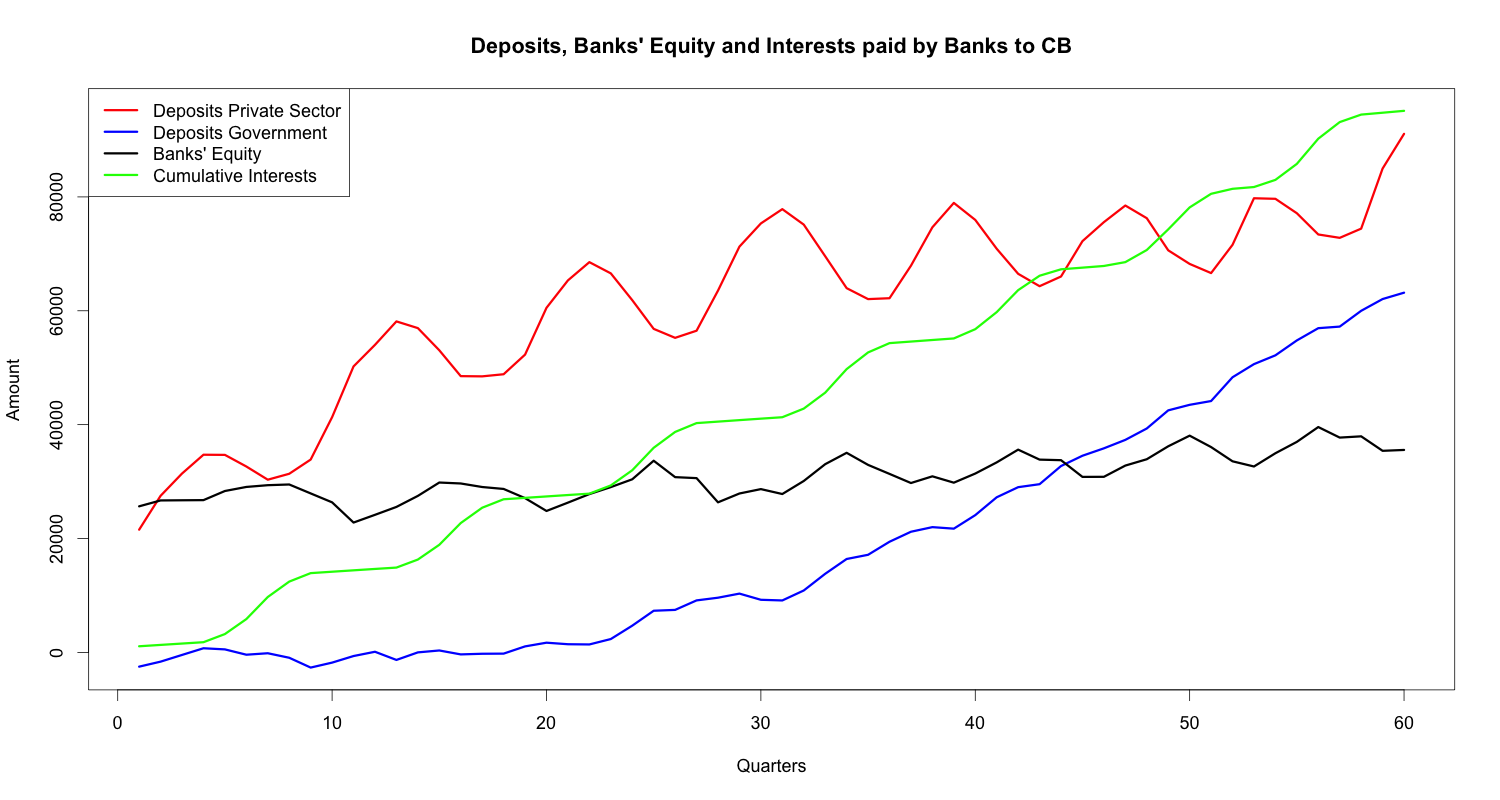 Deposits, Banks' Equity and Interests paid by Banks to CB
Deposits Private Sector
Deposits Government
Banks' Equity
Cumulative Interests
Amount
80000
60000
40000
20000
0
0 10 20 30 40 50 60
Quarters